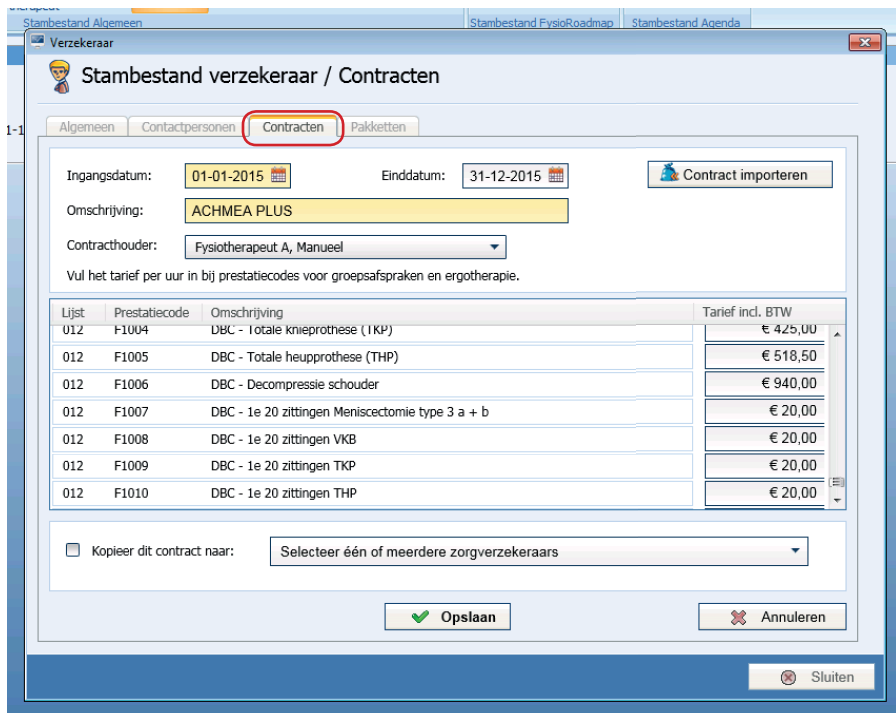 Stambestand Algemeen Stambestand FysioRoadmap Stambestand Agenda
Verzekeraar
Stambestand verzekeraar / Contracten
1-1
Algemeen Contactpersonen Contracten Pakketten
Ingangsdatum: 01-01-2015 Einddatum: 31-12-2015 Contract importeren
Omschrijving: ACHMEA PLUS
Contracthouder: Fysiotherapeut A, Manueel
Vul het tarief per uur in bij prestatiecodes voor groepsafspraken en ergotherapie.
Lijst Prestatiecode Omschrijving Tarief incl. BTW
012 F1004 DBC - Totale knieprothese (TKP) € 425,00
012 F1005 DBC - Totale heupprothese (THP) € 518,50
012 F1006 DBC - Decompressie schouder € 940,00
012 F1007 DBC - 1e 20 zittingen Meniscectomie type 3 a + b € 20,00
012 F1008 DBC - 1e 20 zittingen VKB € 20,00
012 F1009 DBC - 1e 20 zittingen TKP € 20,00
012 F1010 DBC - 1e 20 zittingen THP € 20,00
Kopieer dit contract naar: Selecteer één of meerdere zorgverzekeraars
Opslaan Annuleren
Sluiten